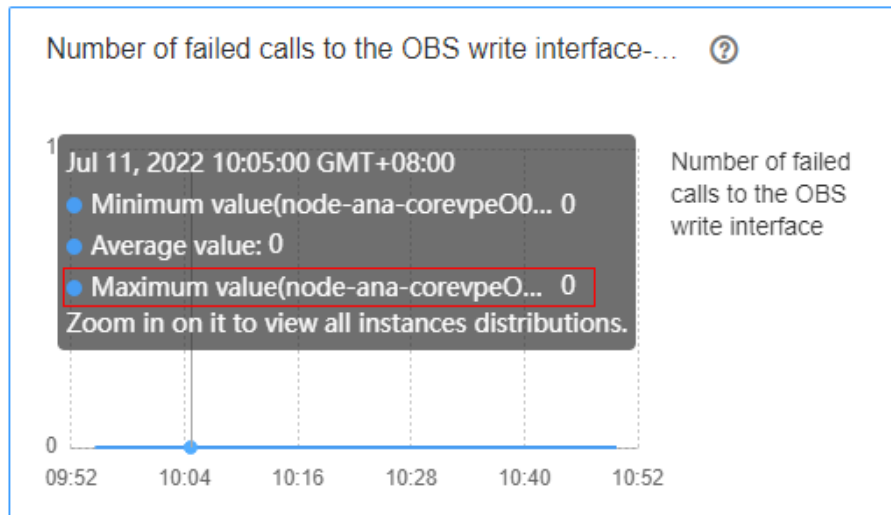 Number of failed calls to the OBS write interface-...
1
Jul 11, 2022 10:05:00 GMT+08:00
Minimum value(node-ana-corevpeO0... 0
Average value: 0
Maximum value(node-ana-corevpeO... 0
Zoom in on it to view all instances distributions.
Number of failed
calls to the OBS
write interface
0
09:52 10:04 10:16 10:28 10:40 10:52